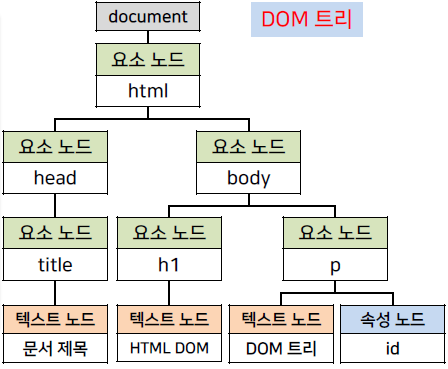 document
DOM 트리
요소 노드
html
요소 노드
요소 노드
head
body
요소 노드
요소 노드
요소 노드
title
h1
p
텍스트 노드
텍스트 노드
텍스트 노드
속성 노드
문서 제목
HTML DOM
DOM 트리
id